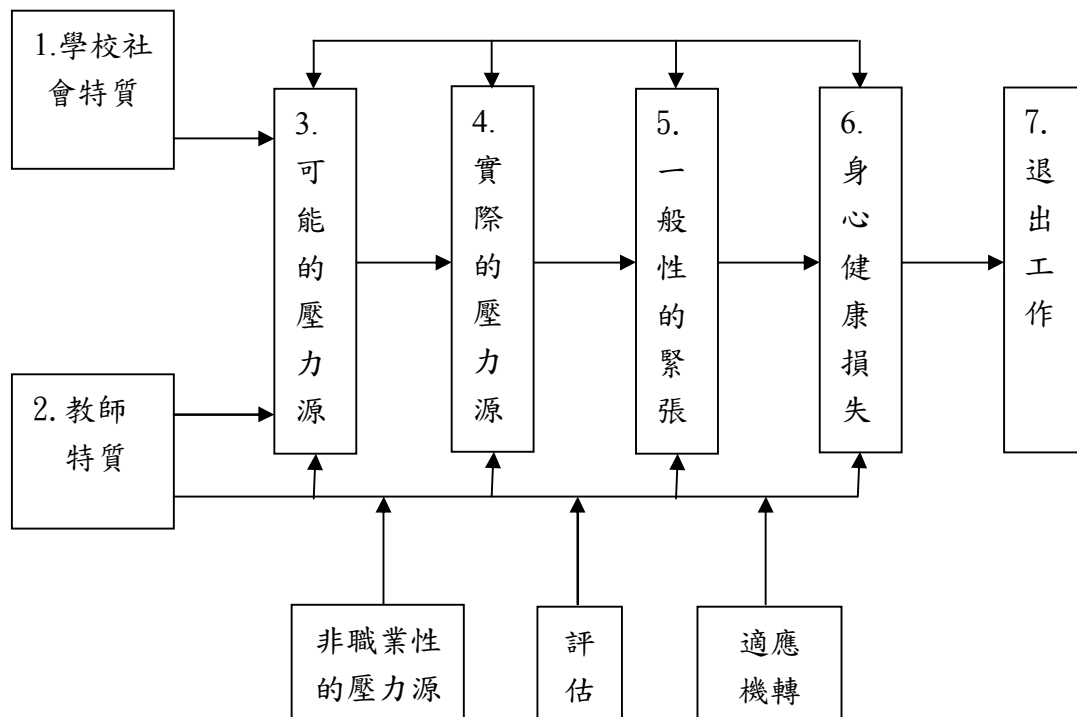 1.學校社
會特質
2.教師
特質
3.可能的壓力源
4.實際的壓力源
5.一般性的緊張
6.身心健康損失
7.退出工作
非職業性
的壓力源
評
估
適應
機轉